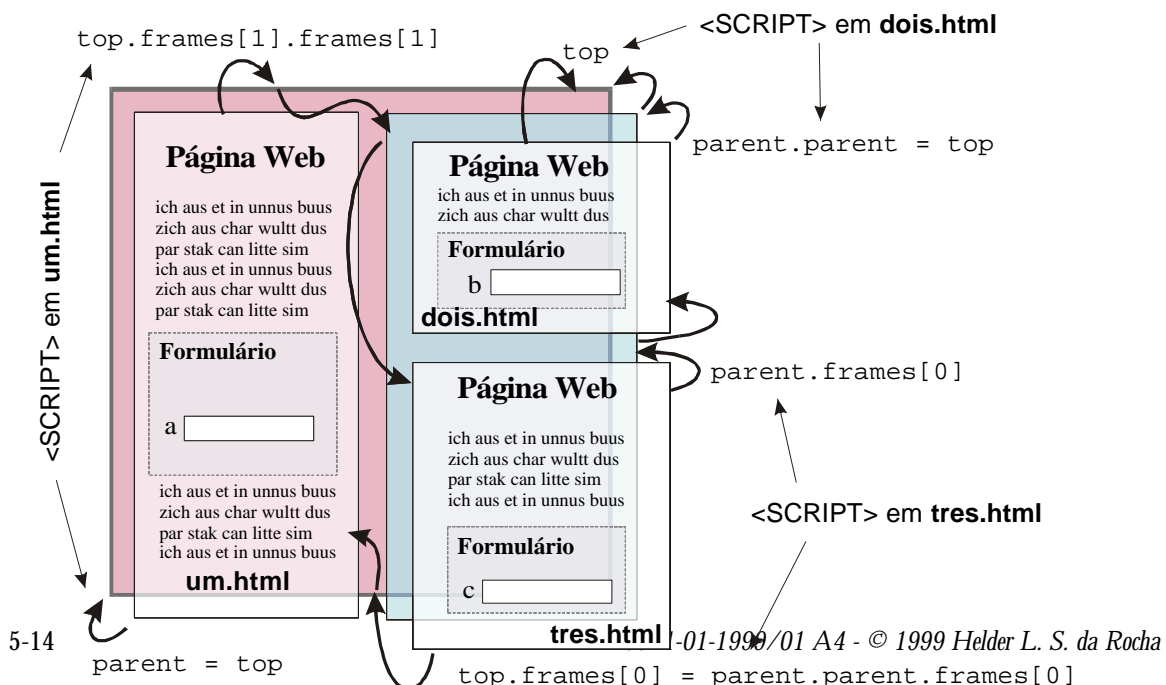 <SCRIPT> em dois.html
top.frames[1].frames[1]
top
parent.parent = top
<SCRIPT> em um.html
Página Web
ich aus et in unnus buus
zich aus char wultt dus
par stak can litte sim
ich aus et in unnus buus
zich aus char wultt dus
par stak can litte sim
Formulário
a
ich aus et in unnus buus
zich aus char wultt dus
par stak can litte sim
ich aus et in unnus buus
um.html
Página Web
ich aus et in unnus buus
zich aus char wultt dus
Formulário
b
dois.html
parent.frames[0]
Página Web
ich aus et in unnus buus
zich aus char wultt dus
par stak can litte sim
ich aus et in unnus buus
Formulário
c
tres.html
<SCRIPT> em tres.html
5-14
-01-1999/01 A4 - © 1999 Helder L. S. da Rocha
parent = top
top.frames[0] = parent.parent.frames[0]